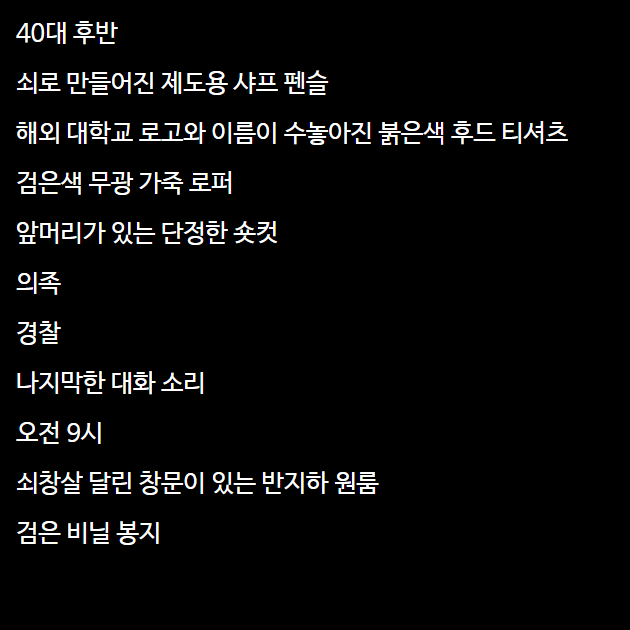 40대 후반
쇠로 만들어진 제도용 샤프 펜슬
해외 대학교 로고와 이름이 수놓아진 붉은색 후드 티셔츠
검은색 무광 가죽 로퍼
앞머리가 있는 단정한 숏컷
의족
경찰
나지막한 대화 소리
오전 9시
쇠창살 달린 창문이 있는 반지하 원룸
검은 비닐 봉지